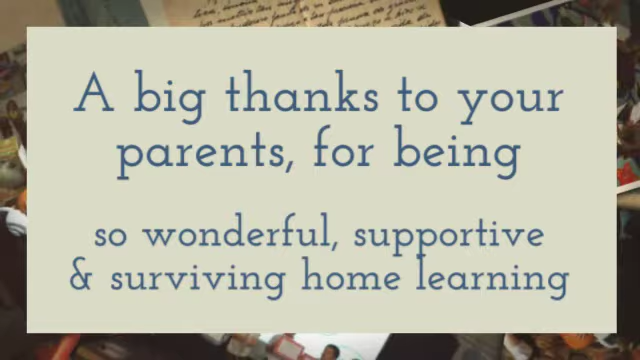 A big thanks to your
parents, for being
so wonderful, supportive
& surviving home learning